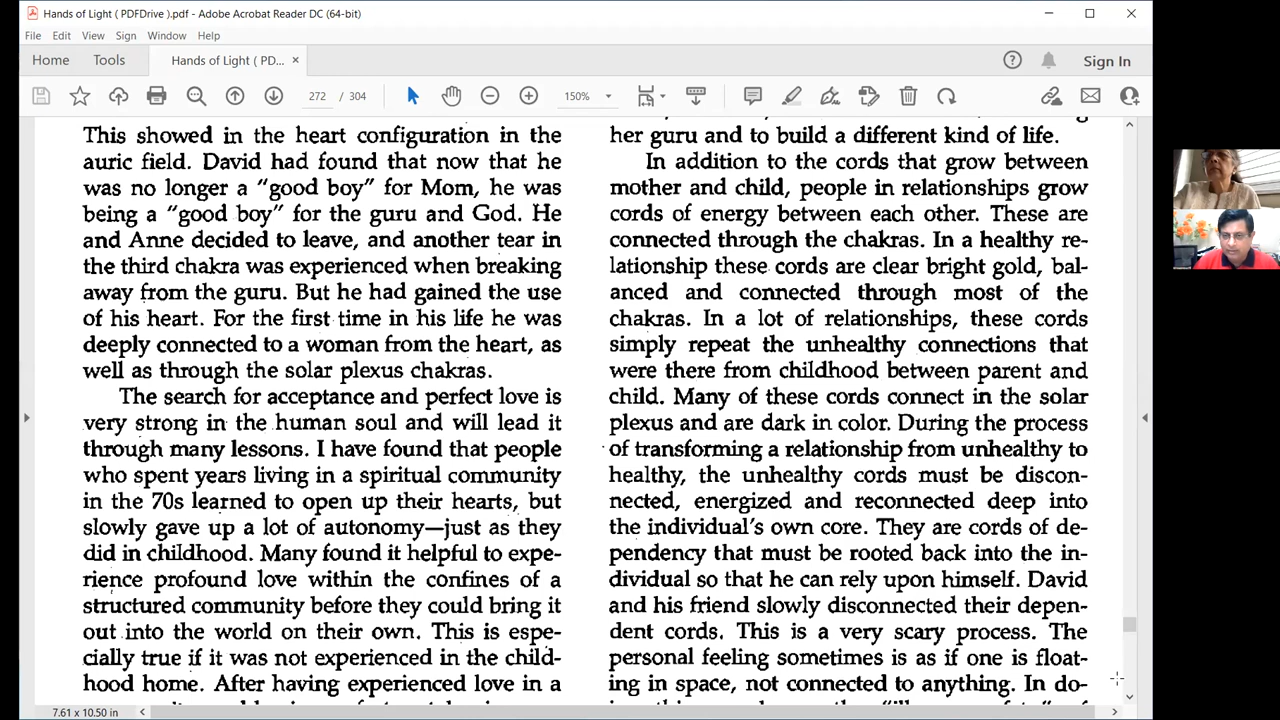 Hands of Light ( PDFDrive ).pdf - Adobe Acrobat Reader DC (64-bit)
File Edit View Sign Window Help
Home Tools Hands of Light ( PD... × Sign In
272 / 304 150%
This showed in the heart configuration in the
auric field. David had found that now that he
was no longer a “good boy” for Mom, he was
being a “good boy” for the guru and God. He
and Anne decided to leave, and another tear in
the third chakra was experienced when breaking
away from the guru. But he had gained the use
of his heart. For the first time in his life he was
deeply connected to a woman from the heart, as
well as through the solar plexus chakras.
The search for acceptance and perfect love is
very strong in the human soul and will lead it
through many lessons. I have found that people
who spent years living in a spiritual community
in the 70s learned to open up their hearts, but
slowly gave up a lot of autonomy—just as they
did in childhood. Many found it helpful to expe-
rience profound love within the confines of a
structured community before they could bring it
out into the world on their own. This is espe-
cially true if it was not experienced in the child-
hood home. After having experienced love in a
her guru and to build a different kind of life.
In addition to the cords that grow between
mother and child, people in relationships grow
cords of energy between each other. These are
connected through the chakras. In a healthy re-
lationship these cords are clear bright gold, bal-
anced and connected through most of the
chakras. In a lot of relationships, these cords
simply repeat the unhealthy connections that
were there from childhood between parent and
child. Many of these cords connect in the solar
plexus and are dark in color. During the process
of transforming a relationship from unhealthy to
healthy, the unhealthy cords must be discon-
nected, energized and reconnected deep into
the individual’s own core. They are cords of de-
pendency that must be rooted back into the in-
dividual so that he can rely upon himself. David
and his friend slowly disconnected their depen-
dent cords. This is a very scary process. The
personal feeling sometimes is as if one is float-
ing in space, not connected to anything. In do-
7.61 x 10.50 in